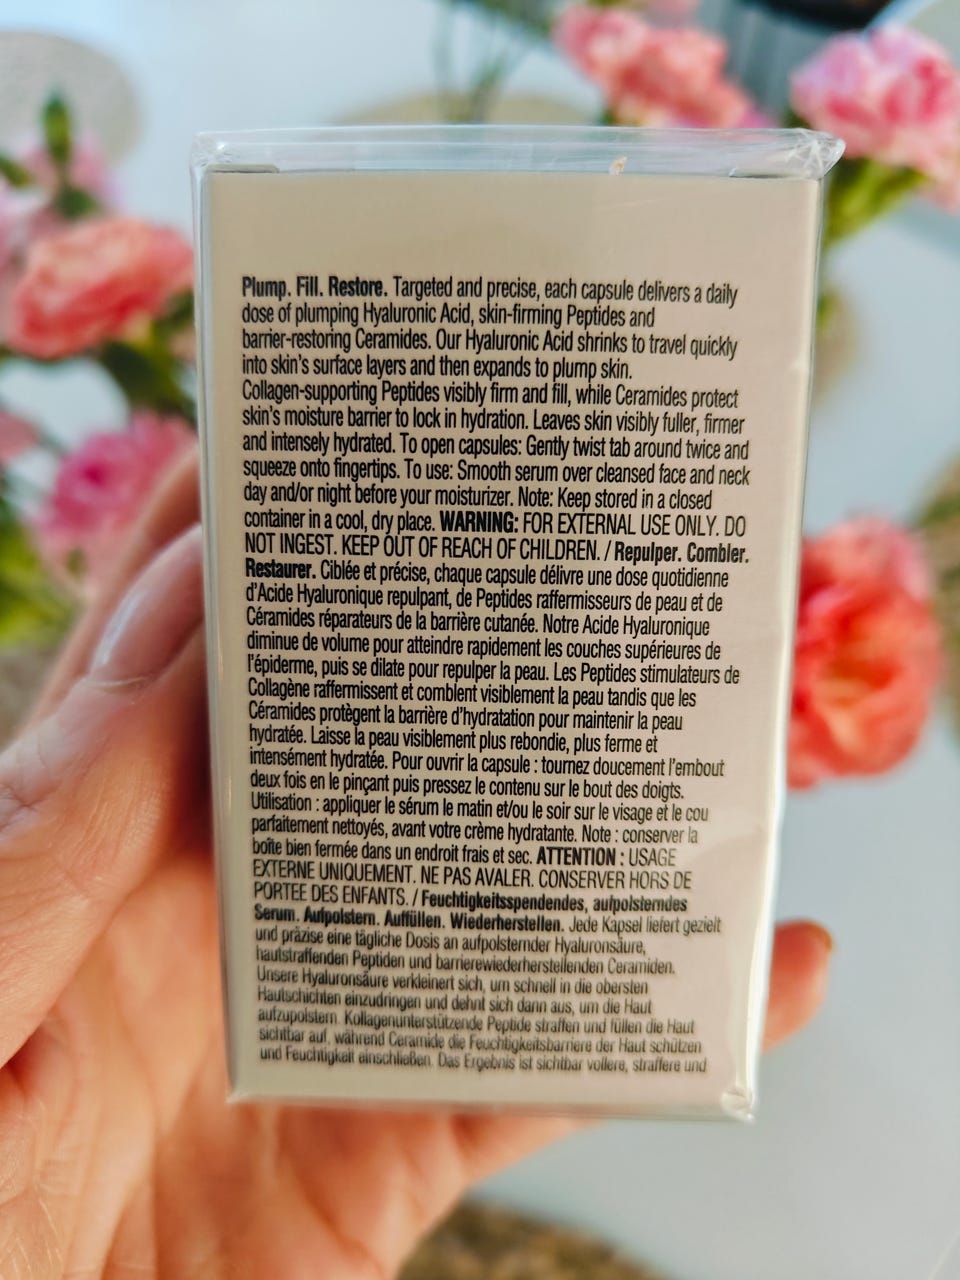 Plump. Fill. Restore. Targeted and precise, each capsule delivers a daily
dose of plumping Hyaluronic Acid, skin-firming Peptides and
barrier-restoring Ceramides. Our Hyaluronic Acid shrinks to travel quickly
into skin's surface layers and then expands to plump skin.
Collagen-supporting Peptides visibly firm and fill, while Ceramides protect
skin's moisture barrier to lock in hydration. Leaves skin visibly fuller, firmer
and intensely hydrated. To open capsules: Gently twist tab around twice and
squeeze onto fingertips. To use: Smooth serum over cleansed face and neck
day and/or night before your moisturizer. Note: Keep stored in a closed
container in a cool, dry place. WARNING: FOR EXTERNAL USE ONLY. DO
NOT INGEST. KEEP OUT OF REACH OF CHILDREN. / Repulper. Combler.
Restaurer. Ciblée et précise, chaque capsule délivre une dose quotidienne
d'Acide Hyaluronique repulpant, de Peptides raffermisseurs de peau et de
Céramides réparateurs de la barrière cutanée. Notre Acide Hyaluronique
diminue de volume pour atteindre rapidement les couches supérieures de
l'épiderme, puis se dilate pour repulper la peau. Les Peptides stimulateurs de
Collagène raffermissent et comblent visiblement la peau tandis que les
Céramides protègent la barrière d'hydratation pour maintenir la peau
hydratée. Laisse la peau visiblement plus rebondie, plus ferme et
intensément hydratée. Pour ouvrir la capsule : tournez doucement l'embout
deux fois en le pinçant puis pressez le contenu sur le bout des doigts.
Utilisation : appliquer le sérum le matin et/ou le soir sur le visage et le cou
parfaitement nettoyés, avant votre crème hydratante. Note : conserver la
boîte bien fermée dans un endroit frais et sec. ATTENTION : USAGE
EXTERNE UNIQUEMENT. NE PAS AVALER. CONSERVER HORS DE
PORTEE DES ENFANTS. / Feuchtigkeitsspendendes, aufpolsterndes
Serum. Aufpolstern. Auffüllen. Wiederherstellen. Jede Kapsel liefert gezielt
und präzise eine tägliche Dosis an aufpolsternder Hyaluronsäure,
hautstraffenden Peptiden und barrierewiederherstellenden Ceramiden.
Unsere Hyaluronsäure verkleinert sich, um schnell in die obersten
Hautschichten einzudringen und dehnt sich dann aus, um die Haut
aufzupolstern. Kollagenunterstützende Peptide straffen und füllen die Haut
sichtbar auf, während Ceramide die Feuchtigkeitsbarriere der Haut schützen
und Feuchtigkeit einschließen. Das Ergebnis ist sichtbar vollere, straffere und